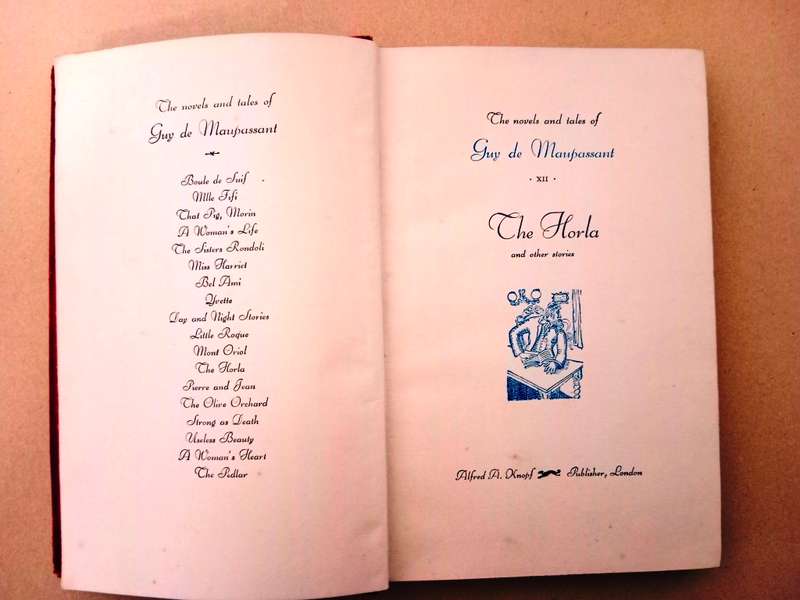 The novels and tales of
Guy de Maupassant
Boule de Suif
Mlle Fifi
That Pig, Morin
A Woman's Life
The Sisters Rondoli
Miss Harriet
Bel Ami
Yvette
Day and Night Stories
Little Roque
Mont Oriol
The Horla
Pierre and Jean
The Olive Orchard
Strong as Death
Useless Beauty
A Woman's Heart
The Pedlar
The novels and tales of
Guy de Maupassant
· XII ·
The Horla
and other stories
Alfred A. Knopf Publisher, London